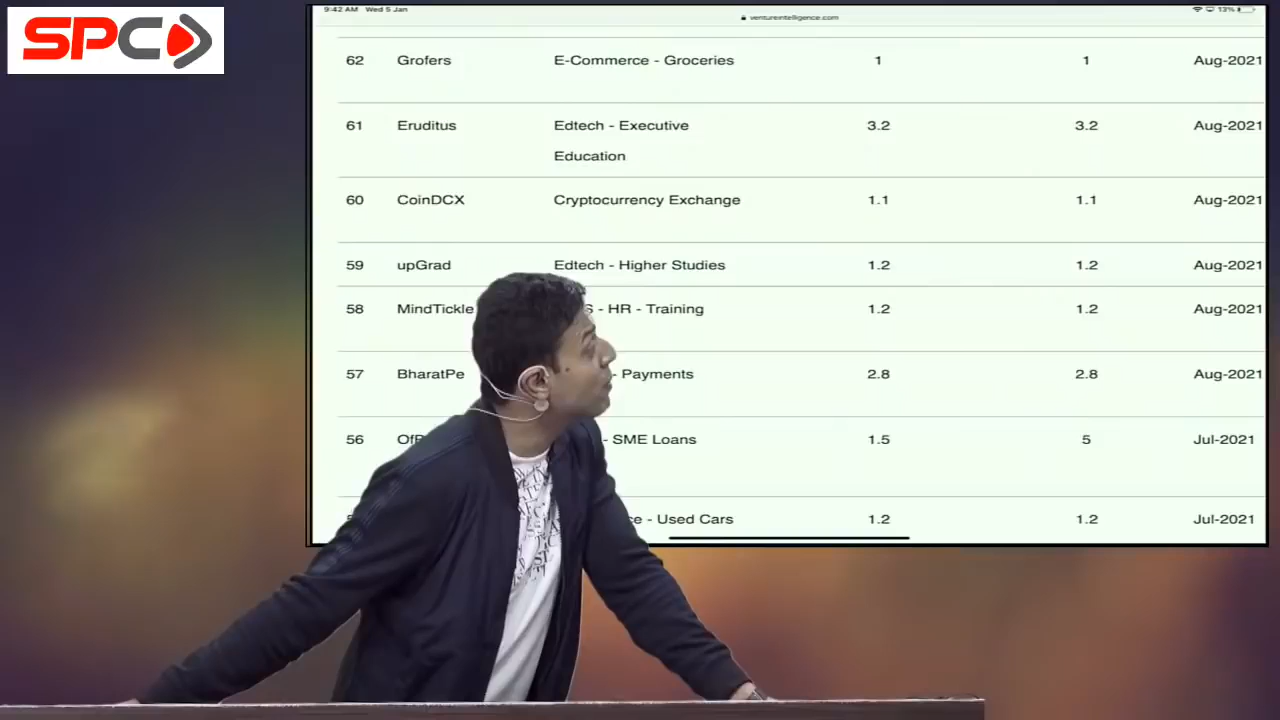 SPC
9:42 AM Wed 5 Jan
ventureintelligence.com
13%
62 Grofers E-Commerce - Groceries 1 1 Aug-2021
61 Eruditus Edtech - Executive 3.2 3.2 Aug-2021
Education
60 CoinDCX Cryptocurrency Exchange 1.1 1.1 Aug-2021
59 upGrad Edtech - Higher Studies 1.2 1.2 Aug-2021
58 MindTickle - HR - Training 1.2 1.2 Aug-2021
57 BharatPe - Payments 2.8 2.8 Aug-2021
56 - SME Loans 1.5 5 Jul-2021
- Used Cars 1.2 1.2 Jul-2021